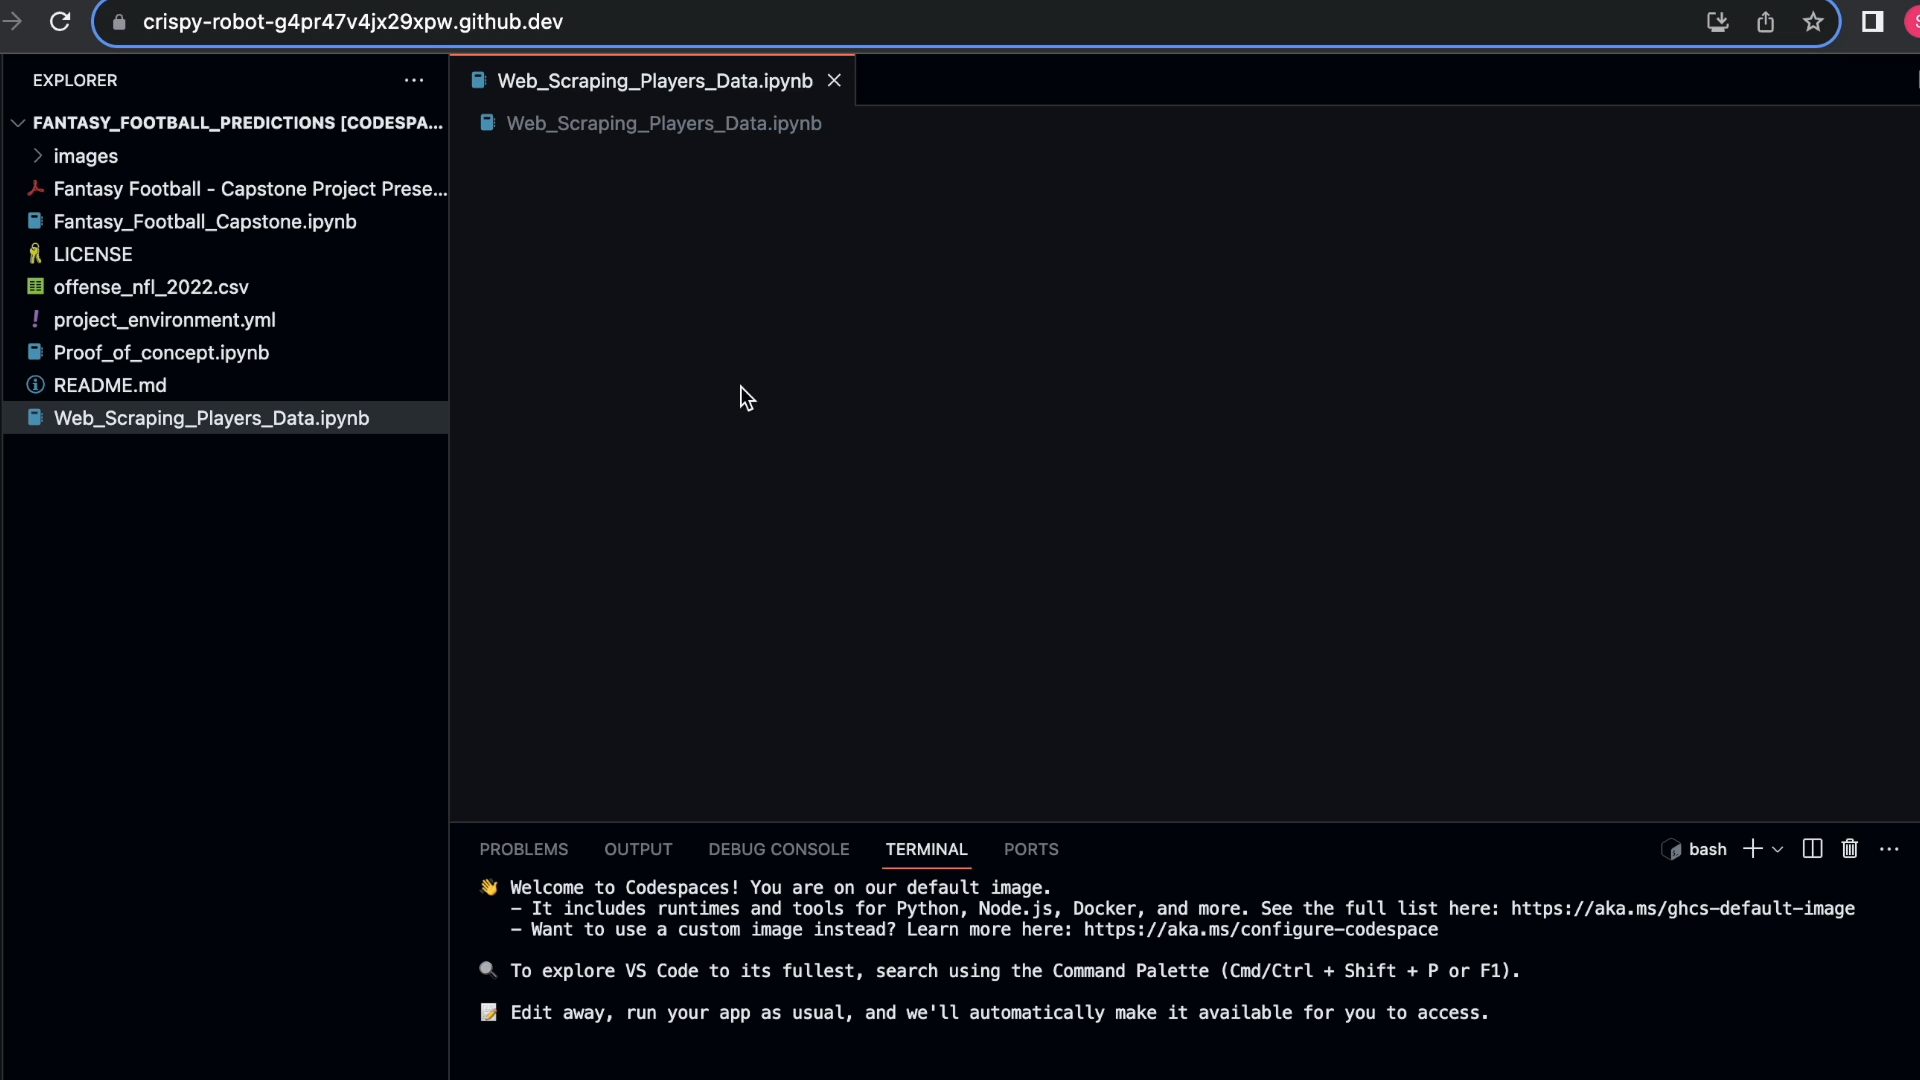 crispy-robot-g4pr47v4jx29xpw.github.dev
EXPLORER
FANTASY_FOOTBALL_PREDICTIONS [CODESPA...
images
Fantasy Football - Capstone Project Prese...
Fantasy_Football_Capstone.ipynb
LICENSE
offense_nfl_2022.csv
project_environment.yml
Proof_of_concept.ipynb
README.md
Web_Scraping_Players_Data.ipynb
Web_Scraping_Players_Data.ipynb
Web_Scraping_Players_Data.ipynb
PROBLEMS OUTPUT DEBUG CONSOLE TERMINAL PORTS
bash
Welcome to Codespaces! You are on our default image.
- It includes runtimes and tools for Python, Node.js, Docker, and more. See the full list here: https://aka.ms/ghcs-default-image
- Want to use a custom image instead? Learn more here: https://aka.ms/configure-codespace
To explore VS Code to its fullest, search using the Command Palette (Cmd/Ctrl + Shift + P or F1).
Edit away, run your app as usual, and we'll automatically make it available for you to access.